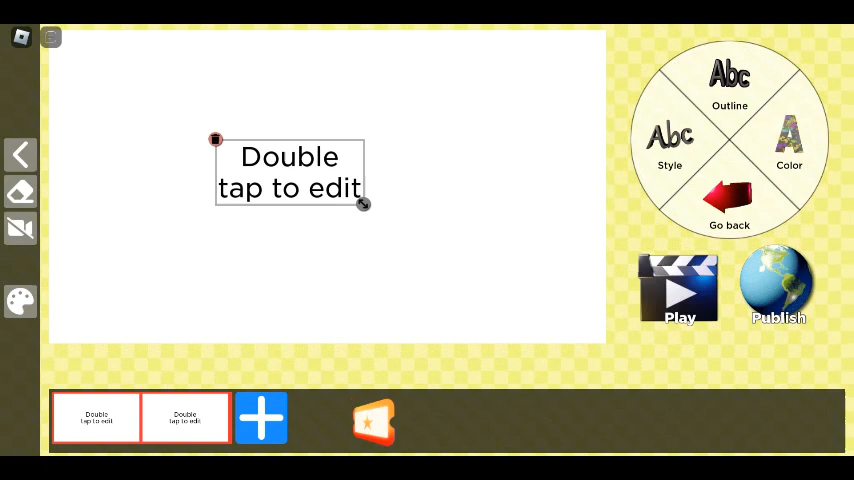 Abc
Outline
Abc
Style
A
Color
Go back
Double
tap to edit
Play
Publish
Double
tap to edit
Double
tap to edit